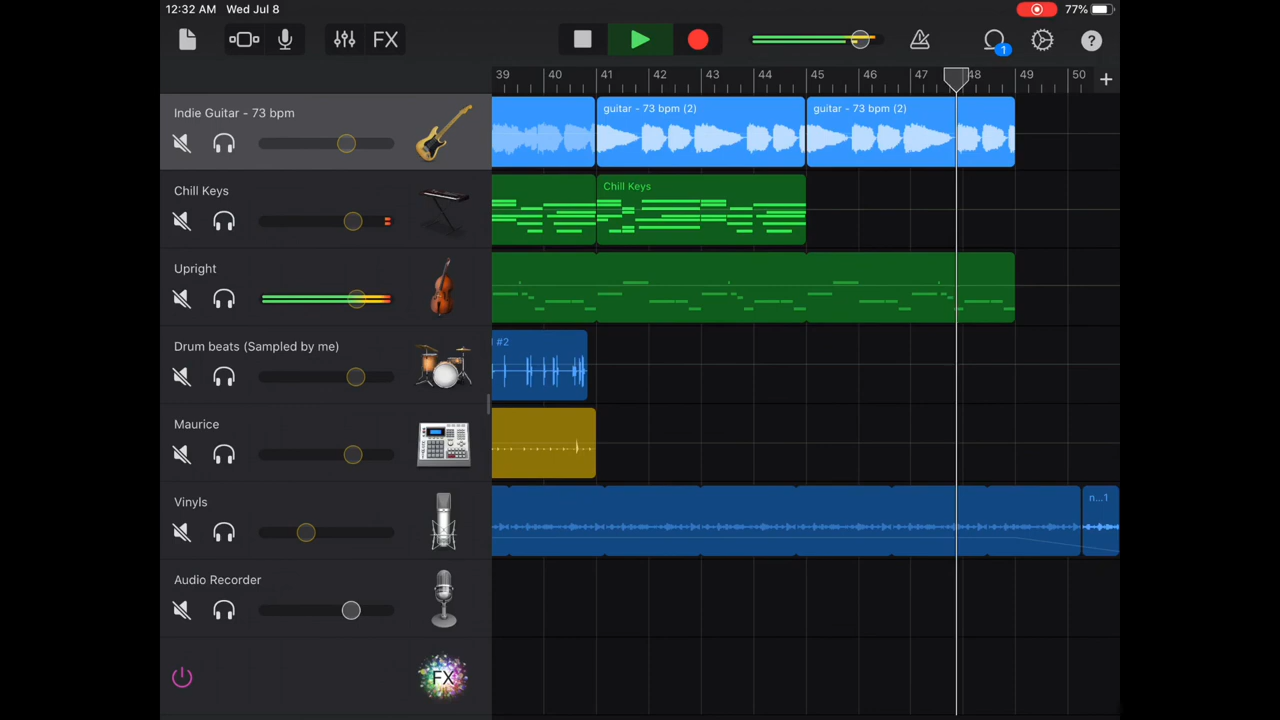 12:32 AM Wed Jul 8
77%
FX
1
?
39 40 41 42 43 44 45 46 47 48 49 50 +
Indie Guitar - 73 bpm
guitar - 73 bpm (2)
guitar - 73 bpm (2)
Chill Keys
Chill Keys
Upright
Drum beats (Sampled by me)
#2
Maurice
Vinyls
n...1
Audio Recorder
FX